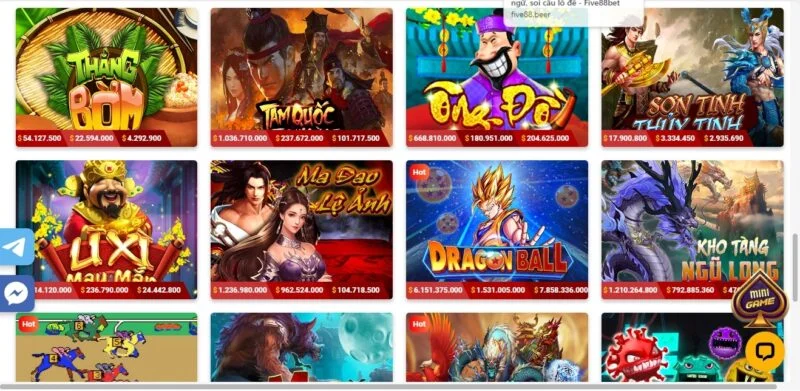 ngữ, soi cầu lô đề - Five88bet
five88.beer
THẰNG
BỜM
$ 54.127.500 $ 22.594.000 $ 4.292.900
TAM QUỐC
$ 1.036.710.000 $ 237.672.000 $ 101.717.500
Ông Đồ
$ 668.810.000 $ 180.951.000 $ 204.625.000
SƠN TINH
THỦY TINH
$ 17.900.800 $ 3.334.450 $ 2.935.690
LÌ XÌ
May Mắn
14.120.000 $ 236.790.000 $ 24.442.800
Ma Đao
Lệ Ảnh
$ 1.236.980.000 $ 962.524.000 $ 104.718.500
Hot
DRAGON BALL
$ 6.151.375.000 $ 1.531.005.000 $ 7.858.336.000
KHO TÀNG
NGŨ LONG
$ 1.210.264.800 $ 792.885.360
mini
GAME
Hot
Hot